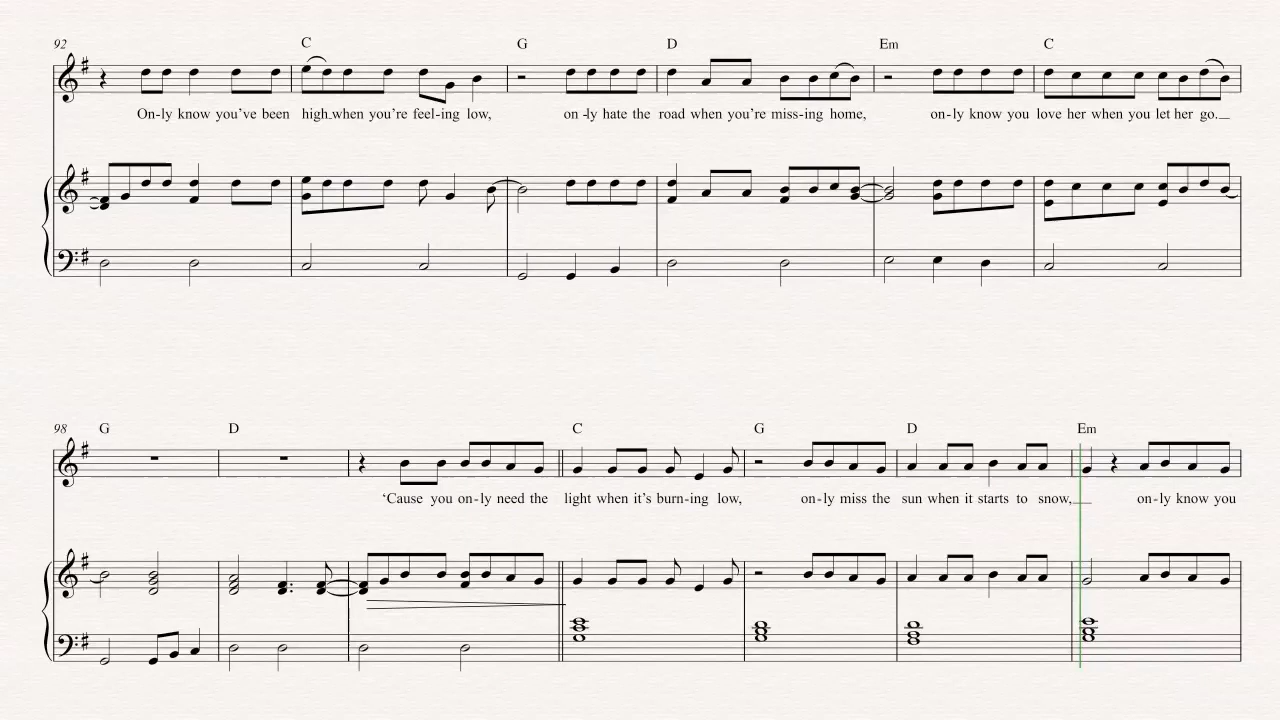 92 C G D Em C
On-ly know you've been high_when you're feel-ing low, on-ly hate the road when you're miss-ing home, on-ly know you love her when you let her go.__
98 G D C G D Em
‘Cause you on-ly need the light when it's burn-ing low, on-ly miss the sun when it starts to snow,__ on-ly know you